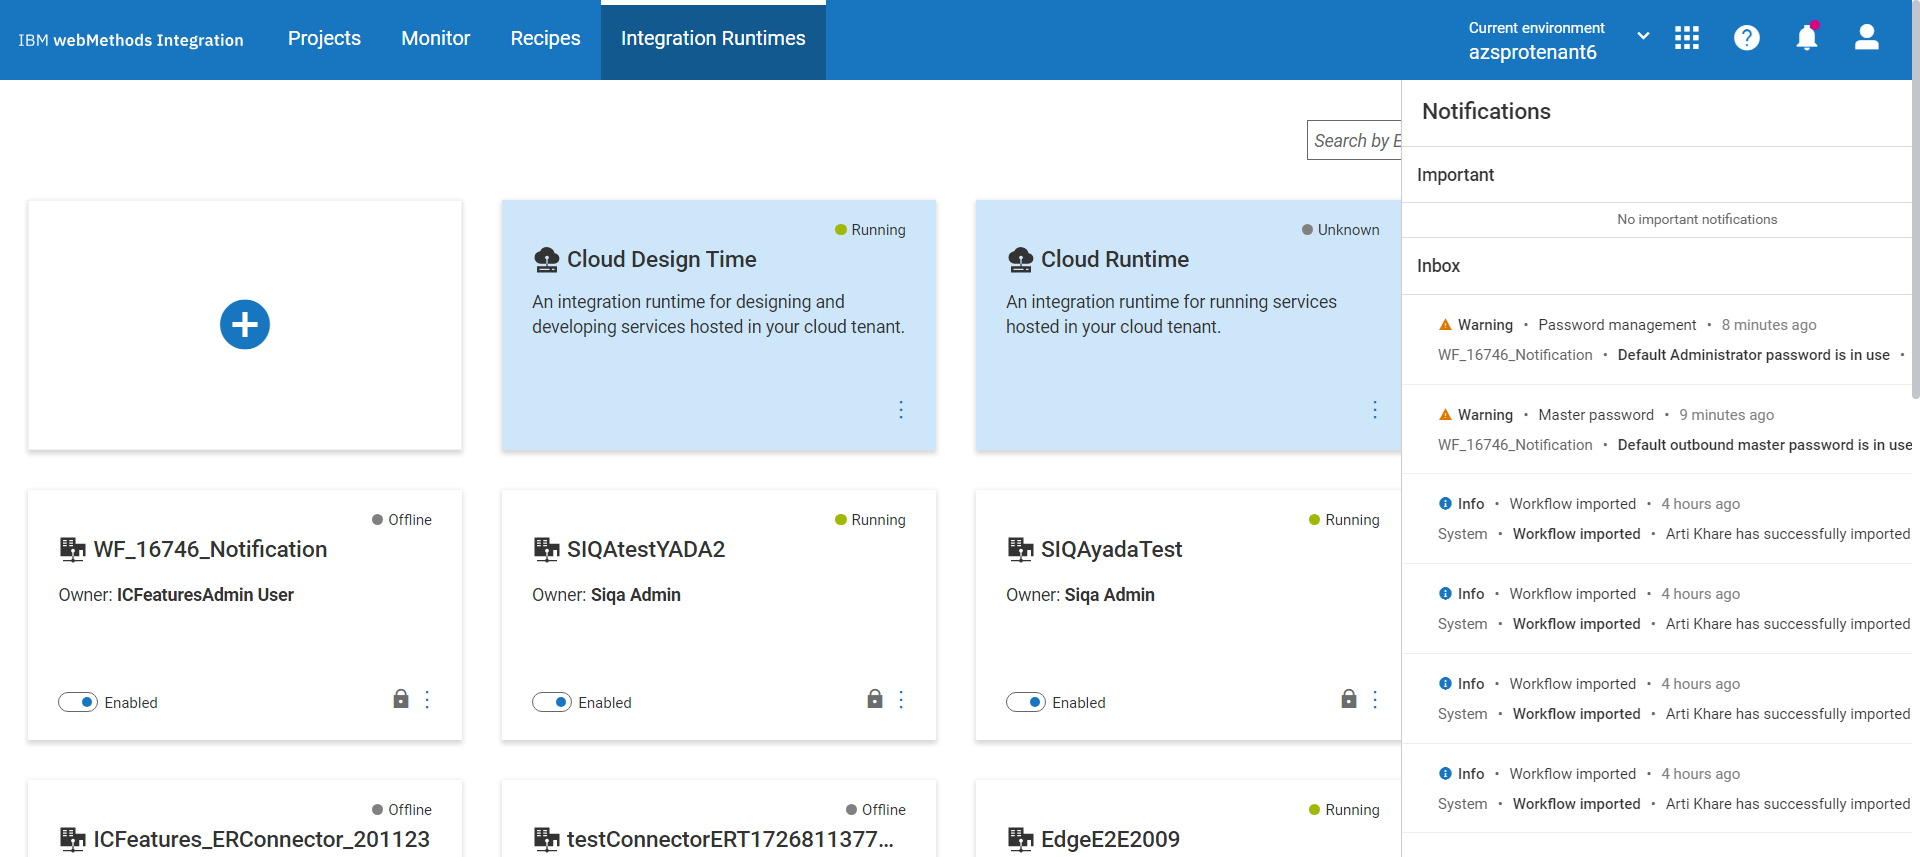 IBM webMethods Integration
Projects
Monitor
Recipes
Integration Runtimes
Current environment
azsprotenant6
Search by E
Running
Cloud Design Time
An integration runtime for designing and
developing services hosted in your cloud tenant.
Unknown
Cloud Runtime
An integration runtime for running services
hosted in your cloud tenant.
Offline
WF_16746_Notification
Owner: ICFeaturesAdmin User
Enabled
Running
SIQAtestYADA2
Owner: Siqa Admin
Enabled
Running
SIQAyadaTest
Owner: Siqa Admin
Enabled
Offline
ICFeatures_ERConnector_201123
Offline
testConnectorERT1726811377...
Running
EdgeE2E2009
Notifications
Important
No important notifications
Inbox
Warning • Password management • 8 minutes ago
WF_16746_Notification • Default Administrator password is in use •
Warning • Master password • 9 minutes ago
WF_16746_Notification • Default outbound master password is in use
Info • Workflow imported • 4 hours ago
System • Workflow imported • Arti Khare has successfully imported
Info • Workflow imported • 4 hours ago
System • Workflow imported • Arti Khare has successfully imported
Info • Workflow imported • 4 hours ago
System • Workflow imported • Arti Khare has successfully imported
Info • Workflow imported • 4 hours ago
System • Workflow imported • Arti Khare has successfully imported